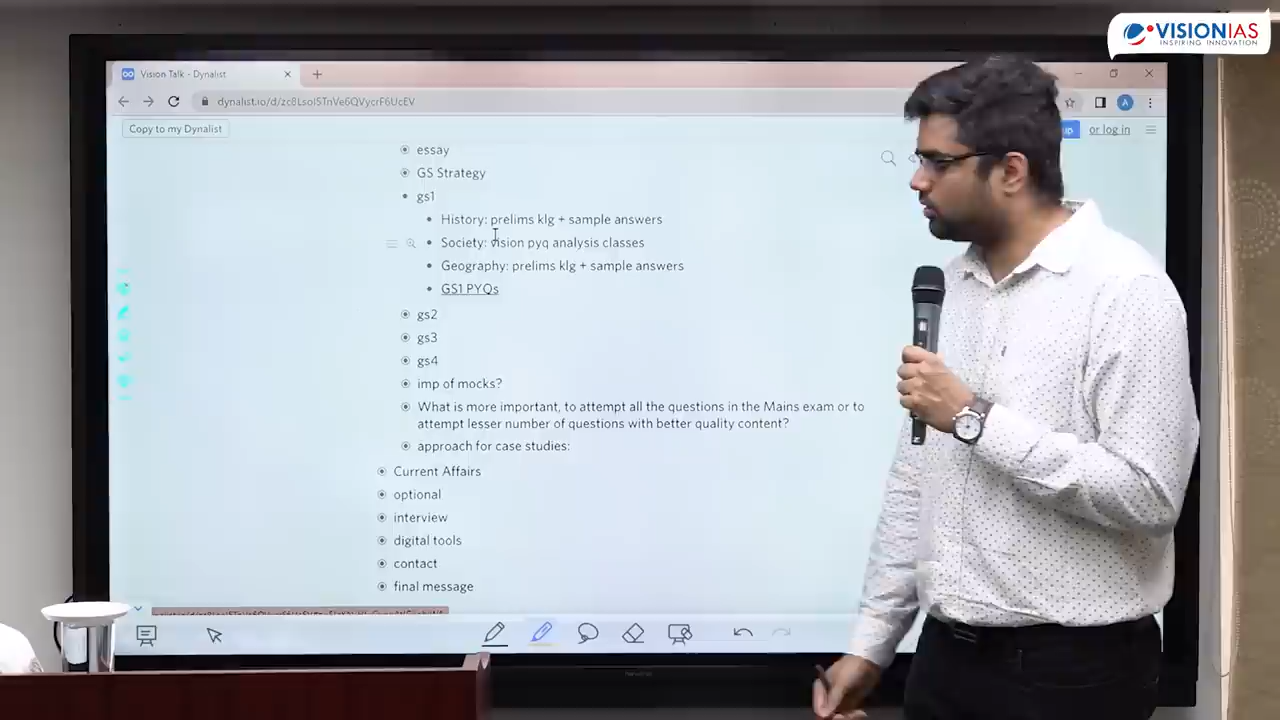 VISIONIAS
INSPIRING INNOVATION
Vision Talk - Dynalist
dynalist.io/d/zc8LsoI5TnVe6QVycrF6UcEV
Copy to my Dynalist
up
or log in
A
essay
GS Strategy
gs1
History: prelims klg + sample answers
Society: vision pyq analysis classes
Geography: prelims klg + sample answers
GS1 PYQs
gs2
gs3
gs4
imp of mocks?
What is more important, to attempt all the questions in the Mains exam or to
attempt lesser number of questions with better quality content?
approach for case studies:
Current Affairs
optional
interview
digital tools
contact
final message